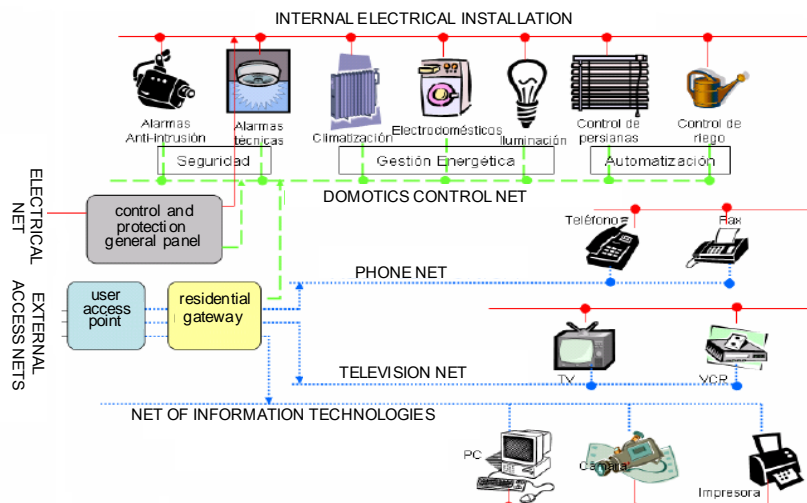 INTERNAL ELECTRICAL INSTALLATION
Alarmas
Anti-intrusión
Alarmas
técnicas
Climatización
Electrodomésticos
Iluminación
Control de
persianas
Control de
riego
Seguridad
Gestión Energética
Automatización
DOMOTICS CONTROL NET
ELECTRICAL
NET
control and
protection
general panel
Teléfono
Fax
PHONE NET
EXTERNAL
ACCESS NETS
user
access
point
residential
gateway
TELEVISION NET
TV
VCR
NET OF INFORMATION TECHNOLOGIES
PC
Cámara
Impresora